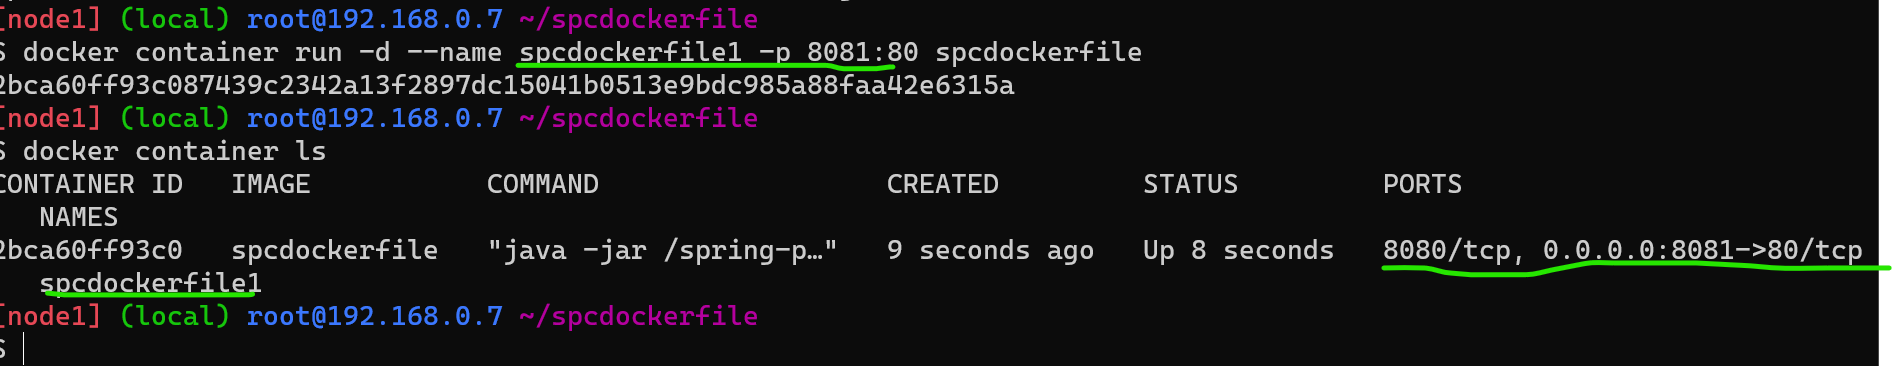 [node1] (local) root@192.168.0.7 ~/spcdockerfile
$ docker container run -d --name spcdockerfile1 -p 8081:80 spcdockerfile
2bca60ff93c087439c2342a13f2897dc15041b0513e9bdc985a88faa42e6315a
[node1] (local) root@192.168.0.7 ~/spcdockerfile
$ docker container ls
CONTAINER ID   IMAGE           COMMAND                  CREATED         STATUS         PORTS
   NAMES
2bca60ff93c0   spcdockerfile   "java -jar /spring-p…"   9 seconds ago   Up 8 seconds   8080/tcp, 0.0.0.0:8081->80/tcp
   spcdockerfile1
[node1] (local) root@192.168.0.7 ~/spcdockerfile
$